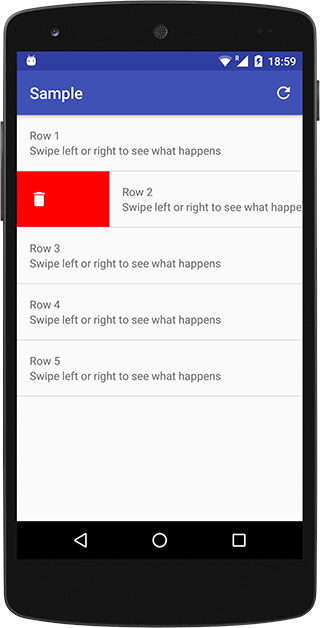 R 18:59
Sample
Row 1
Swipe left or right to see what happens
Row 2
Swipe left or right to see what happe
Row 3
Swipe left or right to see what happens
Row 4
Swipe left or right to see what happens
Row 5
Swipe left or right to see what happens